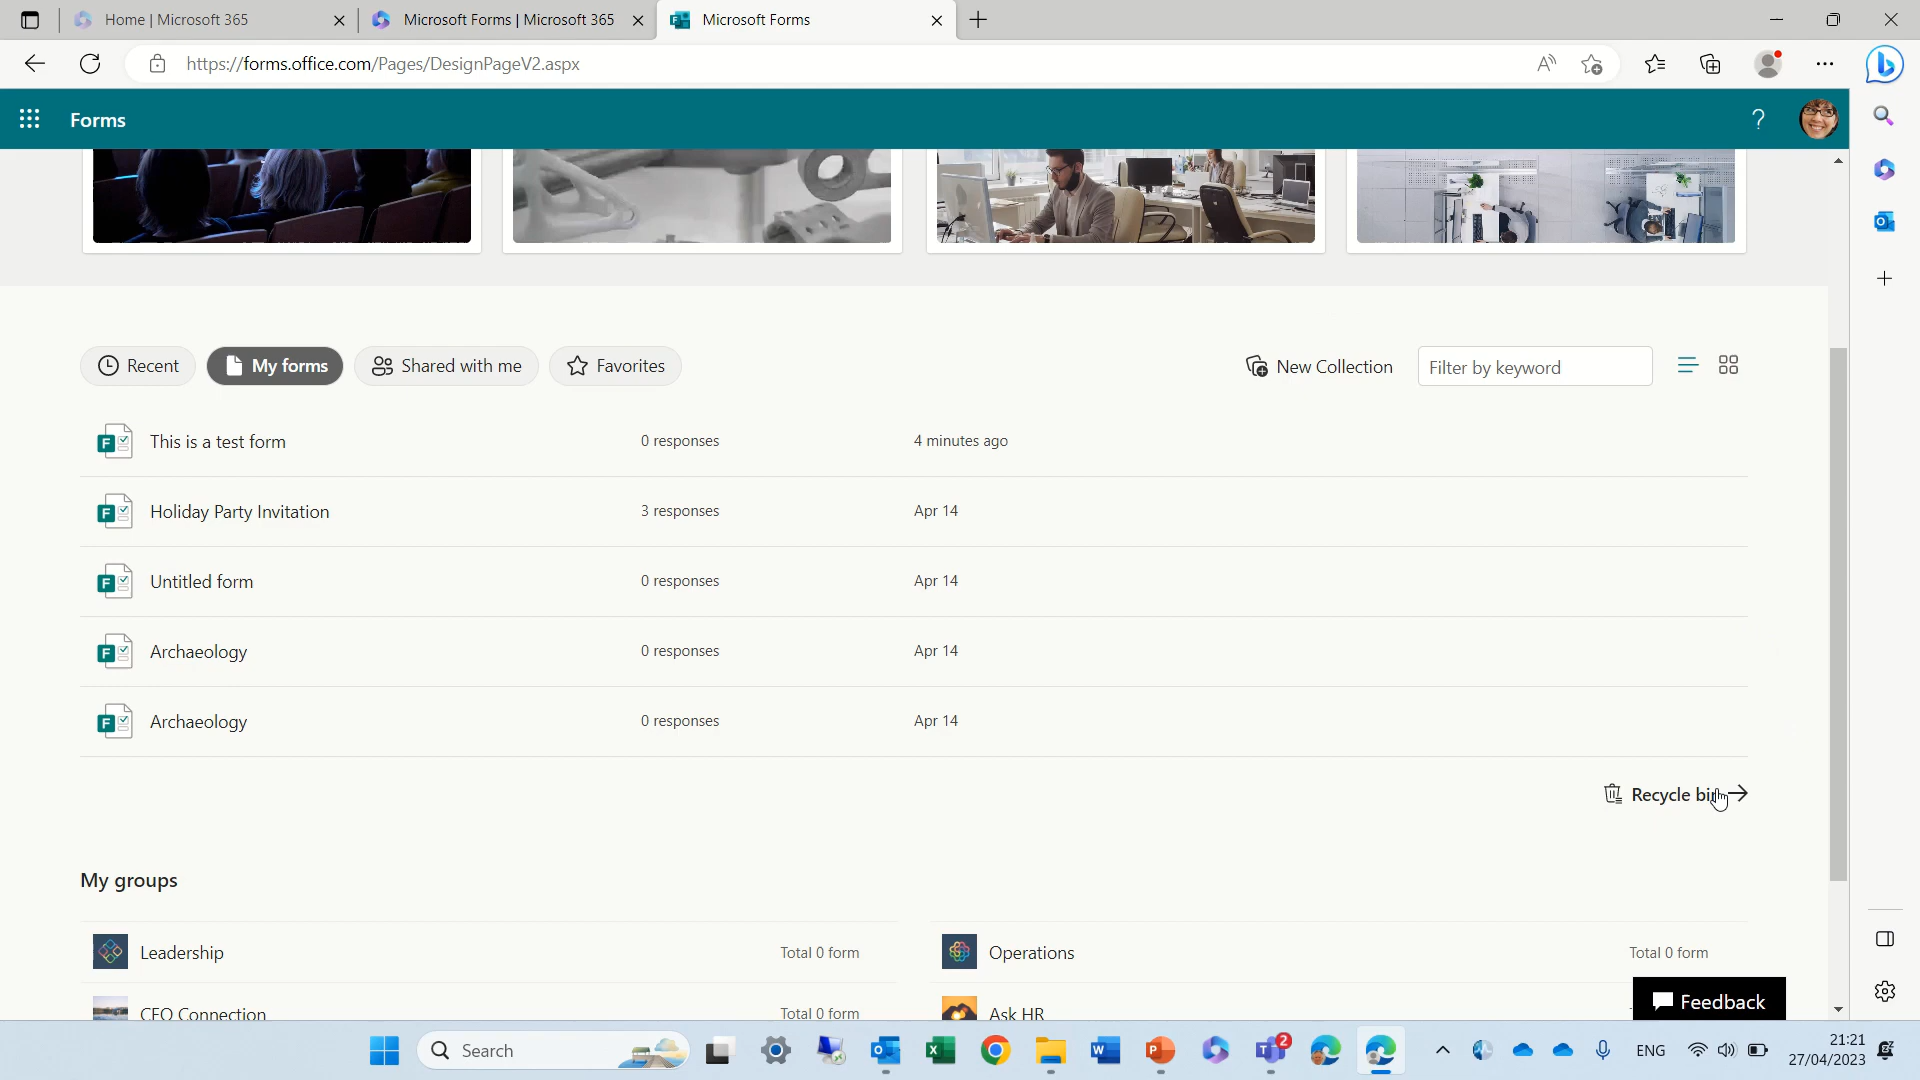 Home | Microsoft 365
Microsoft Forms | Microsoft 365
Microsoft Forms
https://forms.office.com/Pages/DesignPageV2.aspx
Forms
Recent
My forms
Shared with me
Favorites
New Collection
Filter by keyword
This is a test form 0 responses 4 minutes ago
Holiday Party Invitation 3 responses Apr 14
Untitled form 0 responses Apr 14
Archaeology 0 responses Apr 14
Archaeology 0 responses Apr 14
Recycle bin
My groups
Leadership Total 0 form
Operations Total 0 form
CEO Connection Total 0 form
Ask HR
Feedback
Search
2
ENG
21:21
27/04/2023